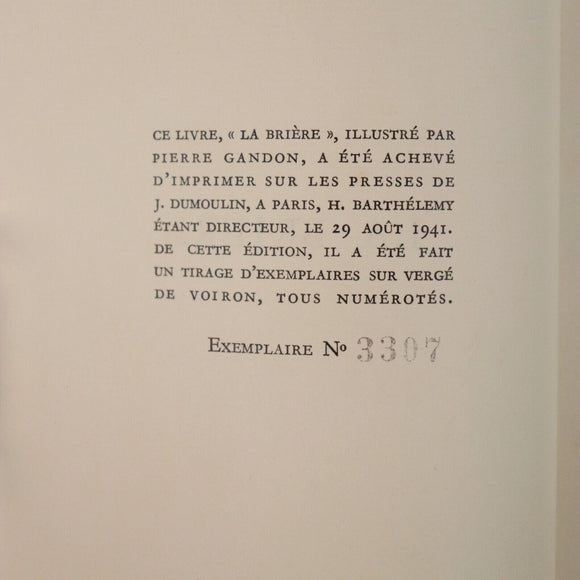 CE LIVRE, « LA BRIÈRE », ILLUSTRÉ PAR
PIERRE GANDON, A ÉTÉ ACHEVÉ
D'IMPRIMER SUR LES PRESSES DE
J. DUMOULIN, A PARIS, H. BARTHÉLEMY
ÉTANT DIRECTEUR, LE 29 AOÛT 1941.
DE CETTE ÉDITION, IL A ÉTÉ FAIT
UN TIRAGE D'EXEMPLAIRES SUR VERGÉ
DE VOIRON, TOUS NUMÉROTÉS.
EXEMPLAIRE Nº 3307